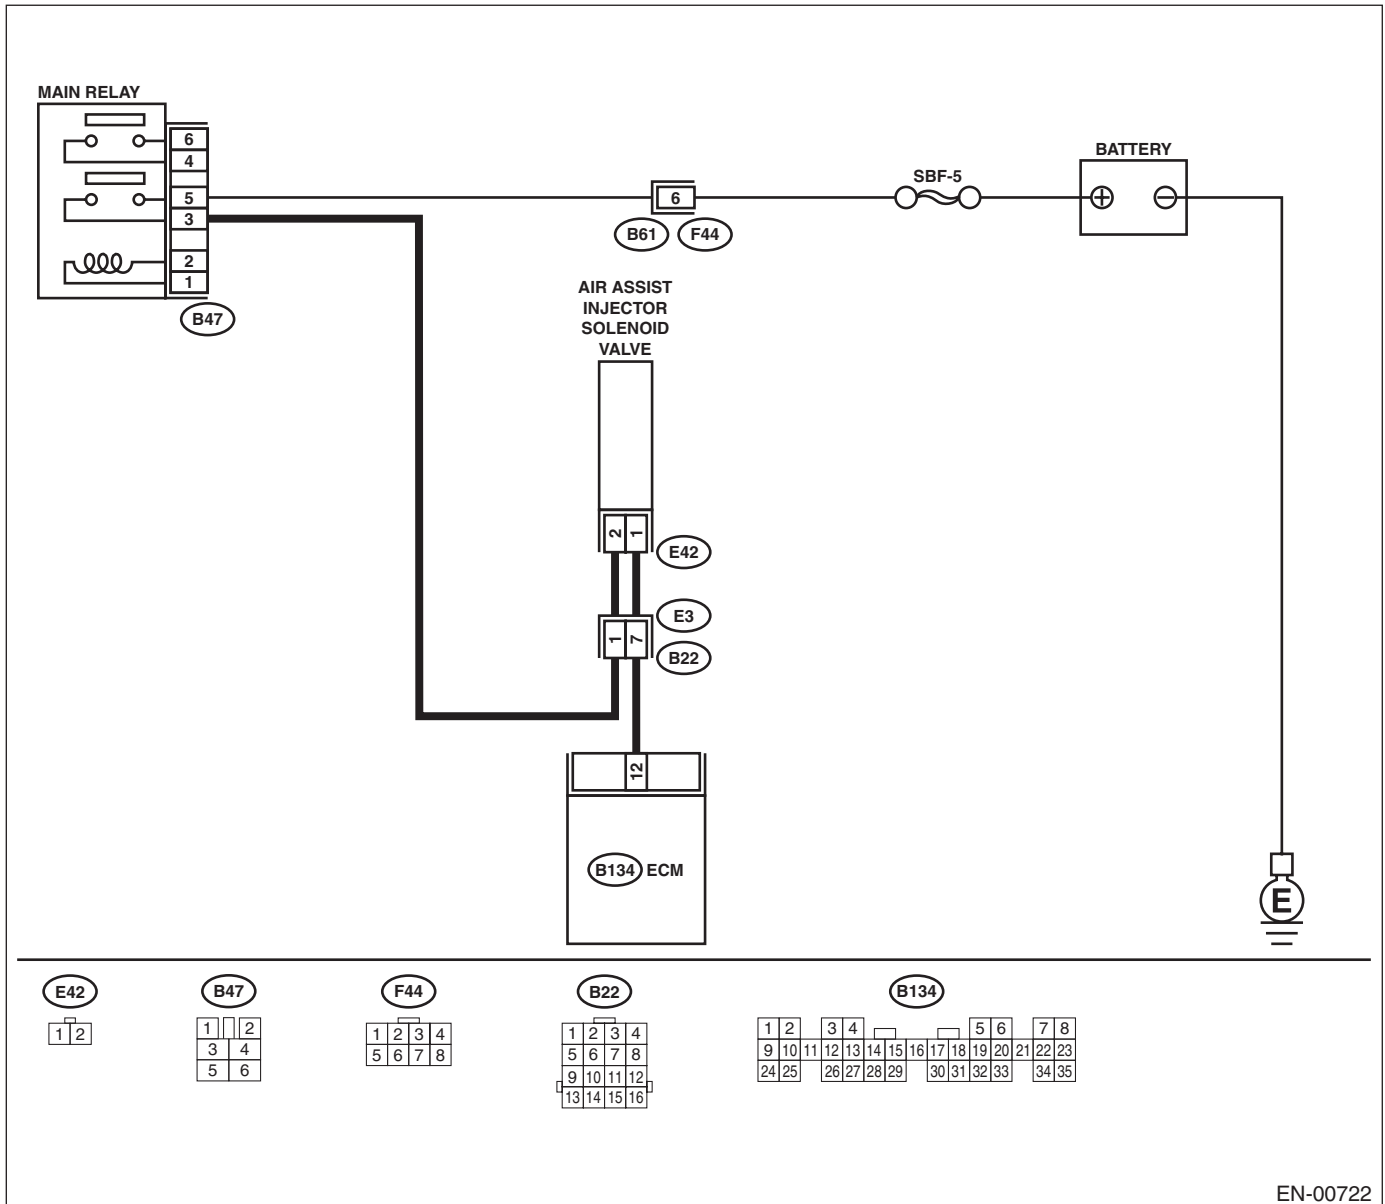 MAIN RELAY
6
4
5
3
2
1
B47
6
B61 F44
SBF-5
BATTERY
+ −
AIR ASSIST
INJECTOR
SOLENOID
VALVE
2 1
E42
E3
1 7
B22
12
B134 ECM
E
E42
1 2
B47
1 2
3 4
5 6
F44
1 2 3 4
5 6 7 8
B22
1 2 3 4
5 6 7 8
9 10 11 12
13 14 15 16
B134
1 2 3 4 5 6 7 8
9 10 11 12 13 14 15 16 17 18 19 20 21 22 23
24 25 26 27 28 29 30 31 32 33 34 35
EN-00722